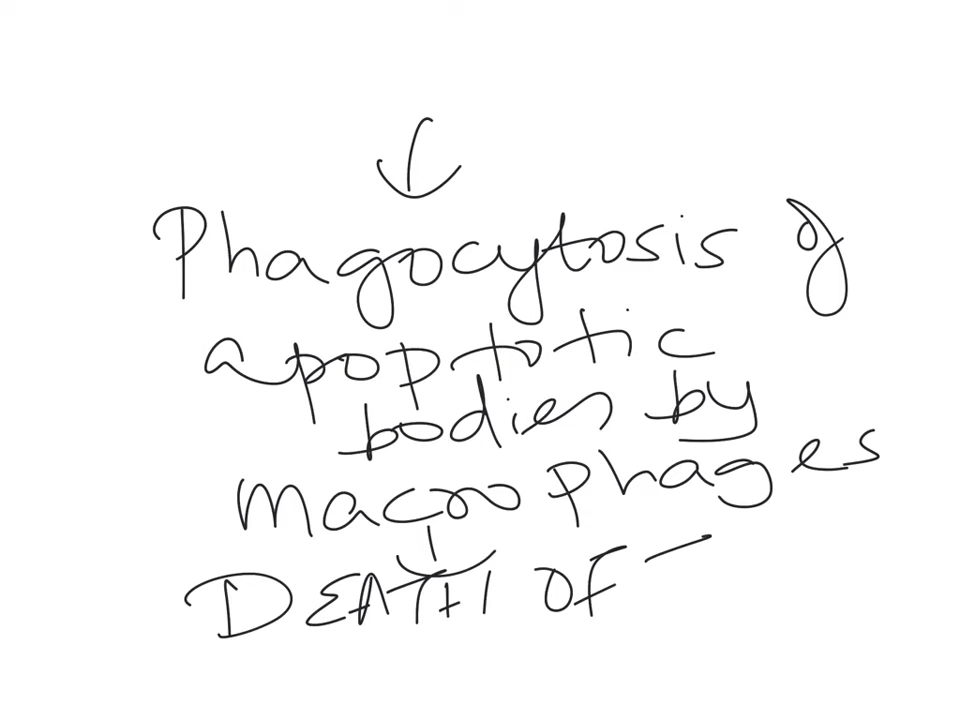 Phagocytosis of
apoptotic
bodies by
macrophages
DEATH OF